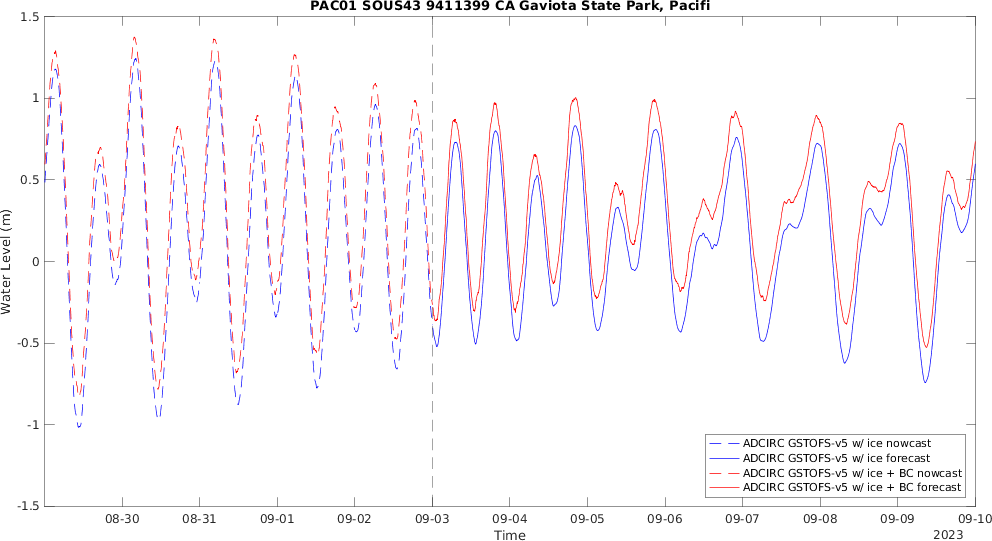 PAC01 SOUS43 9411399 CA Gaviota State Park, Pacifi
1.5
1
0.5
0
-0.5
-1
-1.5
Water Level (m)
08-30
08-31
09-01
09-02
09-03
09-04
09-05
09-06
09-07
09-08
09-09
09-10
Time
2023
ADCIRC GSTOFS-v5 w/ ice nowcast
ADCIRC GSTOFS-v5 w/ ice forecast
ADCIRC GSTOFS-v5 w/ ice + BC nowcast
ADCIRC GSTOFS-v5 w/ ice + BC forecast